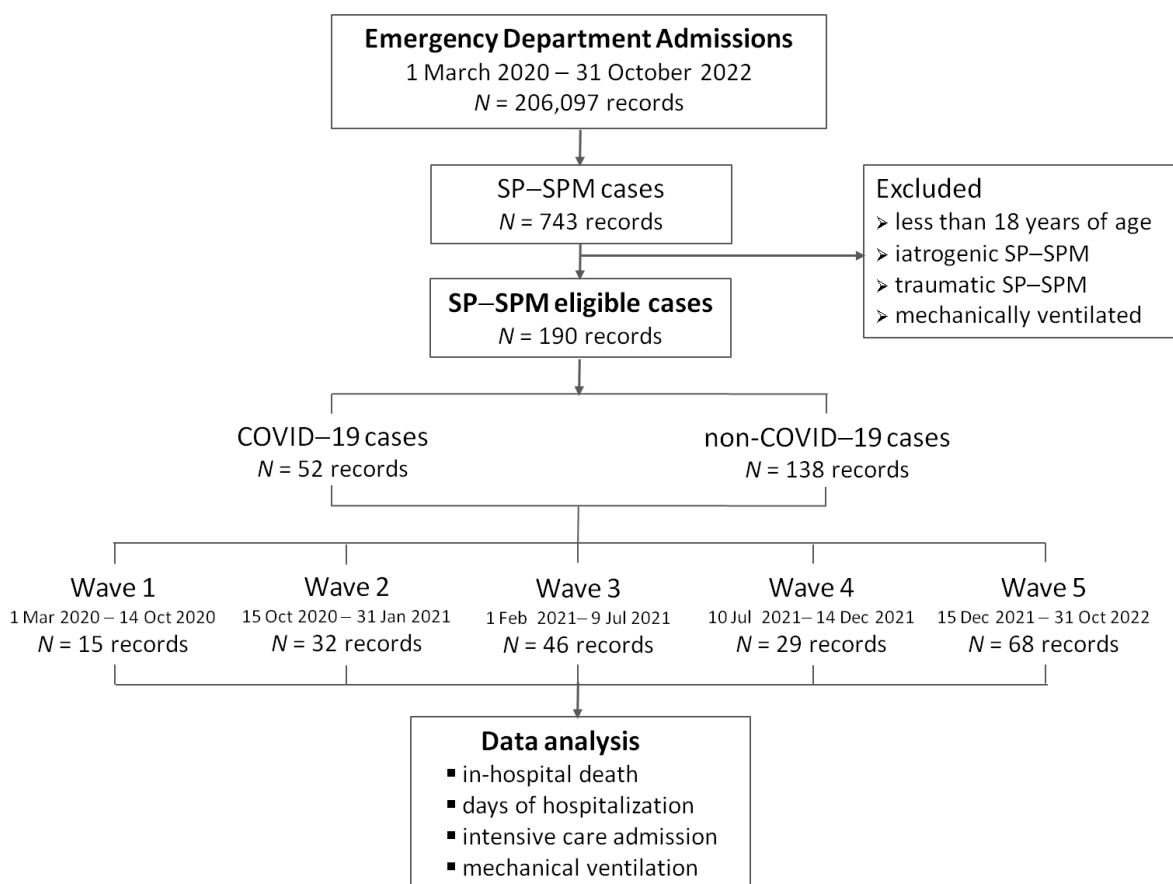 Emergency Department Admissions
1 March 2020 – 31 October 2022
N = 206,097 records
SP–SPM cases
N = 743 records
Excluded
➢ less than 18 years of age
➢ iatrogenic SP–SPM
➢ traumatic SP–SPM
➢ mechanically ventilated
SP–SPM eligible cases
N = 190 records
COVID–19 cases
N = 52 records
non-COVID–19 cases
N = 138 records
Wave 1
1 Mar 2020 – 14 Oct 2020
N = 15 records
Wave 2
15 Oct 2020 – 31 Jan 2021
N = 32 records
Wave 3
1 Feb 2021– 9 Jul 2021
N = 46 records
Wave 4
10 Jul 2021– 14 Dec 2021
N = 29 records
Wave 5
15 Dec 2021 – 31 Oct 2022
N = 68 records
Data analysis
▪ in-hospital death
▪ days of hospitalization
▪ intensive care admission
▪ mechanical ventilation